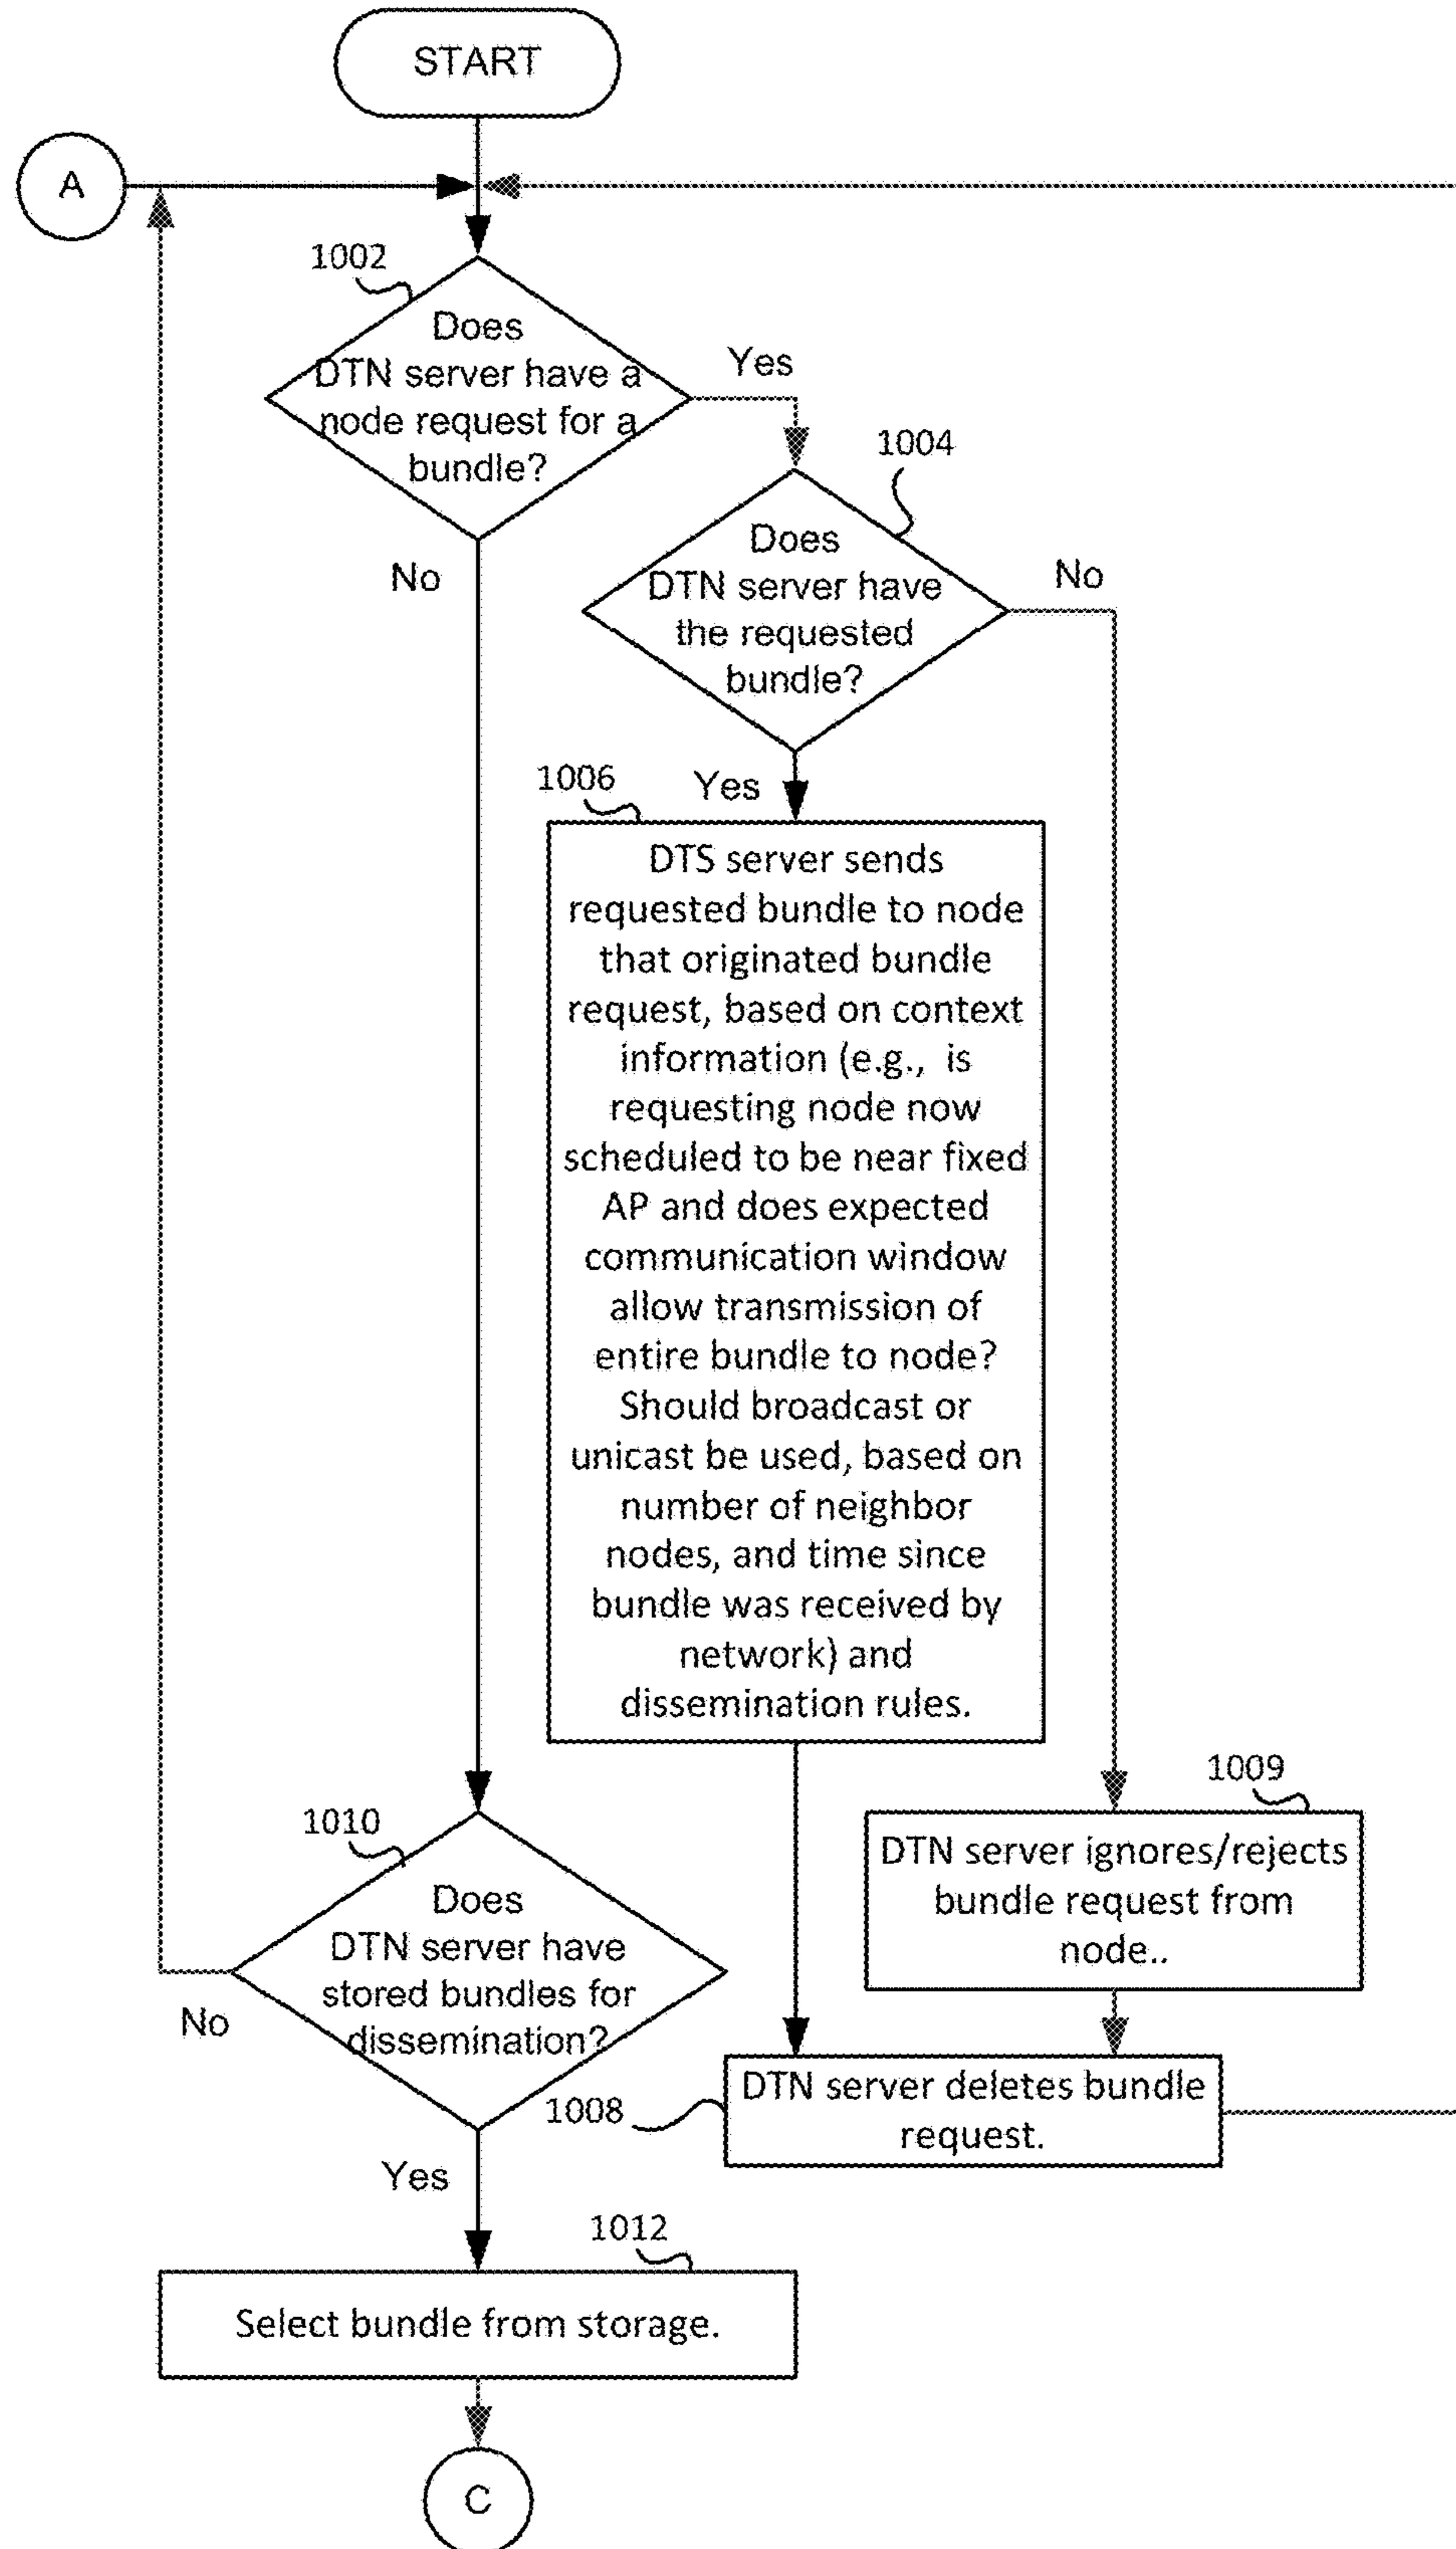 START
A
1002
Does
DTN server have a
node request for a
bundle?
Yes
No
1004
Does
DTN server have
the requested
bundle?
No
Yes
1006
DTS server sends
requested bundle to node
that originated bundle
request, based on context
information (e.g., is
requesting node now
scheduled to be near fixed
AP and does expected
communication window
allow transmission of
entire bundle to node?
Should broadcast or
unicast be used, based on
number of neighbor
nodes, and time since
bundle was received by
network) and
dissemination rules.
1009
DTN server ignores/rejects
bundle request from
node..
1010
Does
DTN server have
stored bundles for
dissemination?
No
Yes
1008
DTN server deletes bundle
request.
1012
Select bundle from storage.
C